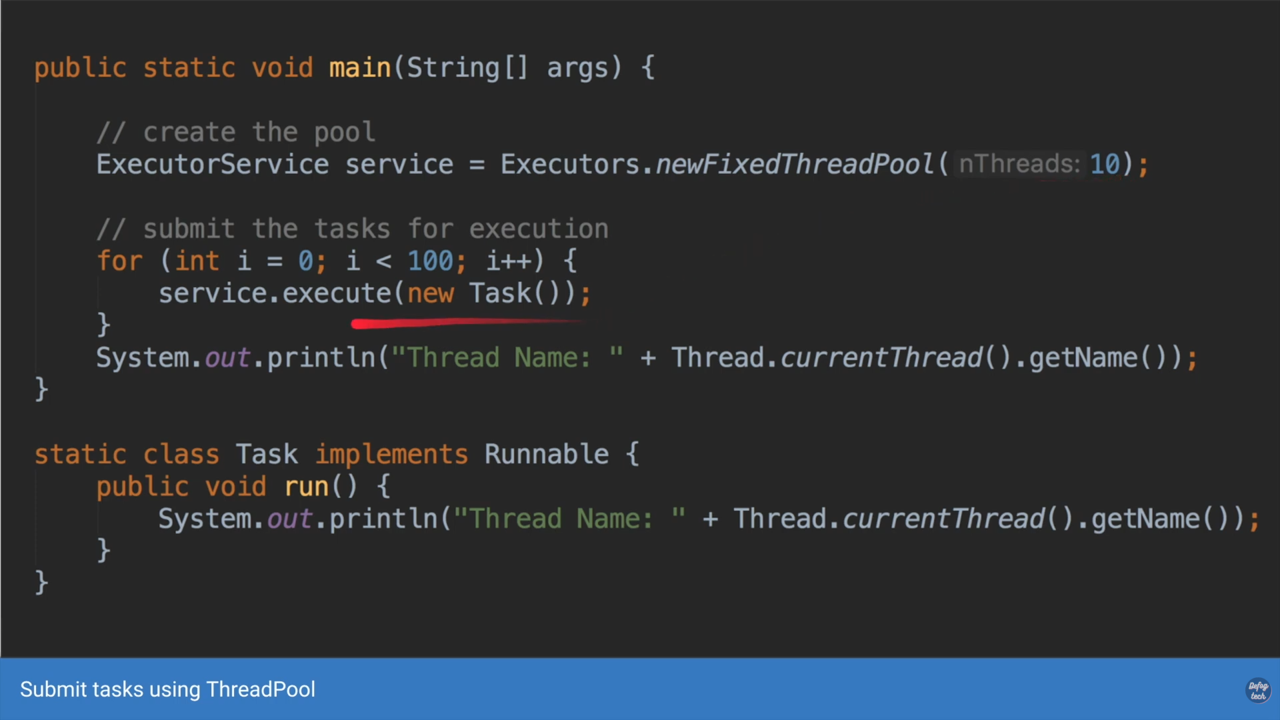 public static void main(String[] args) {
// create the pool
ExecutorService service = Executors.newFixedThreadPool( nThreads: 10);
// submit the tasks for execution
for (int i = 0; i < 100; i++) {
service.execute(new Task());
}
System.out.println("Thread Name: " + Thread.currentThread().getName());
}
static class Task implements Runnable {
public void run() {
System.out.println("Thread Name: " + Thread.currentThread().getName());
}
}
Submit tasks using ThreadPool
Defog
tech